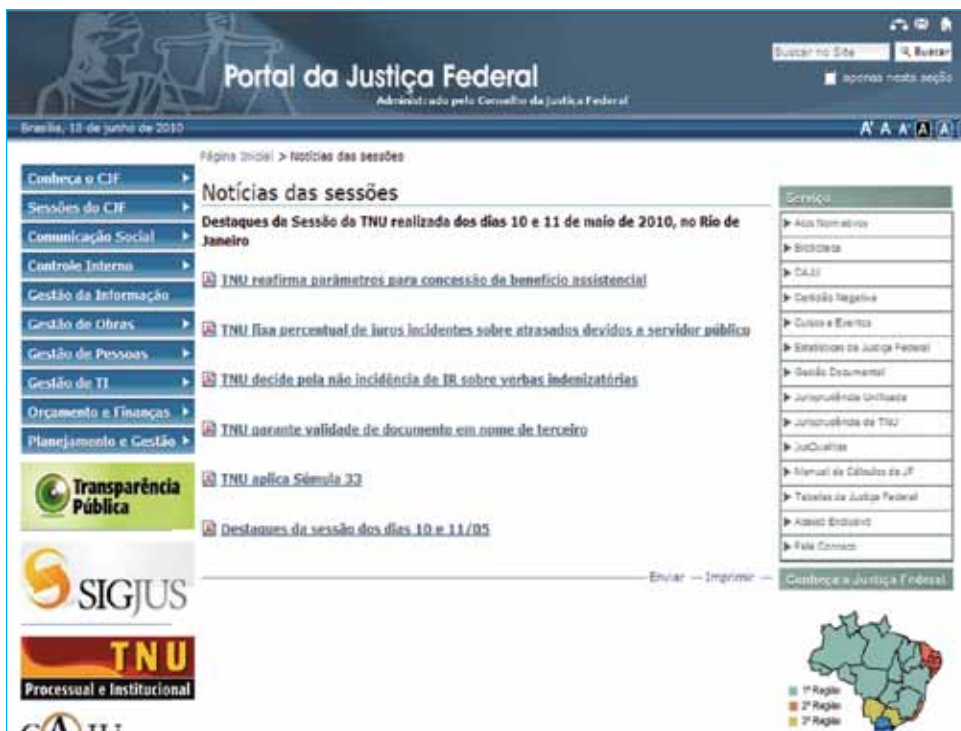 Buscar no Site
Buscar
Portal da Justiça Federal
apenas nesta seção
Administrado pelo Conselho da Justiça Federal
Brasília, 18 de junho de 2010
A+ A A- A A
Página Inicial > Notícias das sessões
Conheça o CJF
Sessões do CJF
Comunicação Social
Controle Interno
Gestão da Informação
Gestão de Obras
Gestão de Pessoas
Gestão de TI
Orçamento e Finanças
Planejamento e Gestão
Transparência
Pública
SIGJUS
TNU
Processual e Institucional
Notícias das sessões
Destaques da Sessão da TNU realizada dos dias 10 e 11 de maio de 2010, no Rio de
Janeiro
TNU reafirma parâmetros para concessão de benefício assistencial
TNU fixa percentual de juros incidentes sobre atrasados devidos a servidor público
TNU decide pela não incidência de IR sobre verbas indenizatórias
TNU garante validade de documento em nome de terceiro
TNU aplica Súmula 33
Destaques da sessão dos dias 10 e 11/05
Enviar — Imprimir —
Serviço
Atos Normativos
Biblioteca
CAJU
Certidão Negativa
Cursos e Eventos
Estatísticas da Justiça Federal
Gestão Documental
Jurisprudência Unificada
Jurisprudência da TNU
JusQualitas
Manual de Cálculos da JF
Tabelas da Justiça Federal
Acesso Exclusivo
Fale Conosco
Conheça a Justiça Federal
1ª Região
2ª Região
3ª Região